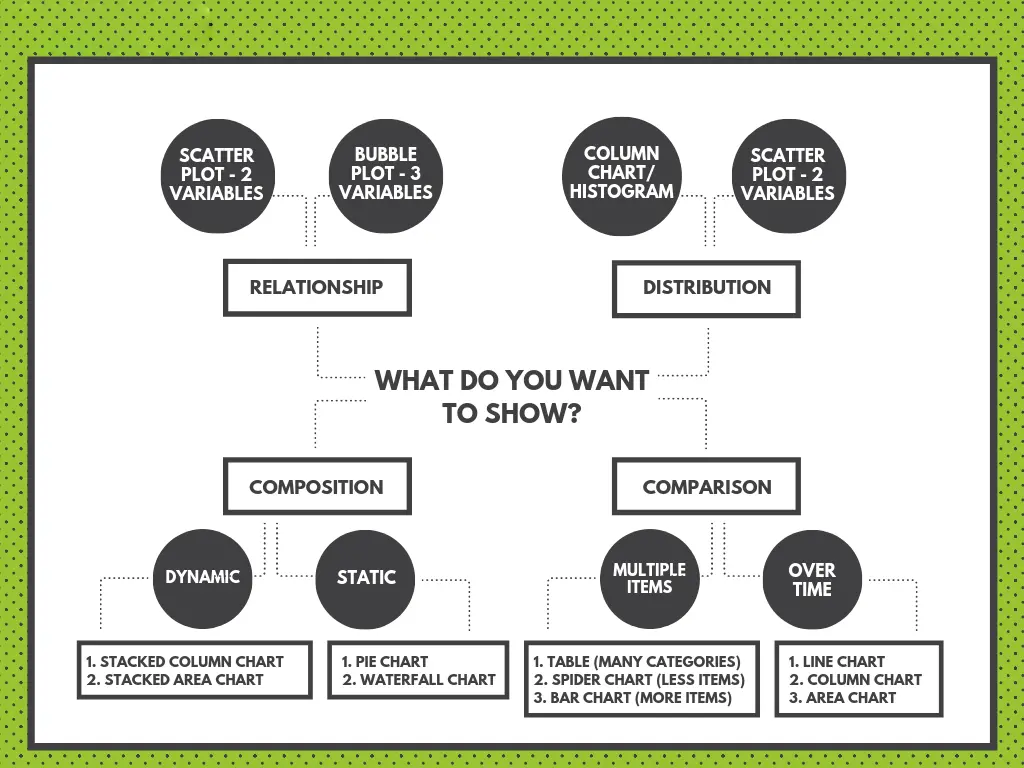 SCATTER
PLOT - 2
VARIABLES
BUBBLE
PLOT - 3
VARIABLES
COLUMN
CHART/
HISTOGRAM
SCATTER
PLOT - 2
VARIABLES
RELATIONSHIP
DISTRIBUTION
WHAT DO YOU WANT
TO SHOW?
COMPOSITION
COMPARISON
DYNAMIC
STATIC
MULTIPLE
ITEMS
OVER
TIME
1. STACKED COLUMN CHART
2. STACKED AREA CHART
1. PIE CHART
2. WATERFALL CHART
1. TABLE (MANY CATEGORIES)
2. SPIDER CHART (LESS ITEMS)
3. BAR CHART (MORE ITEMS)
1. LINE CHART
2. COLUMN CHART
3. AREA CHART